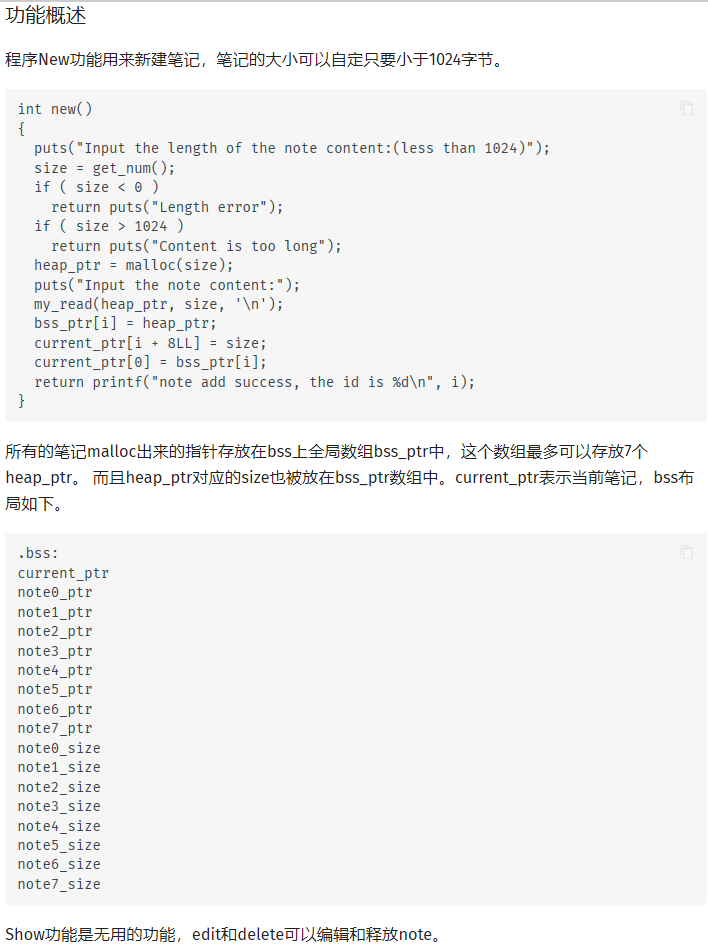 功能概述
程序New功能用来新建笔记，笔记的大小可以自定只要小于1024字节。
int new()
{
  puts("Input the length of the note content:(less than 1024)");
  size = get_num();
  if ( size < 0 )
    return puts("Length error");
  if ( size > 1024 )
    return puts("Content is too long");
  heap_ptr = malloc(size);
  puts("Input the note content:");
  my_read(heap_ptr, size, '\n');
  bss_ptr[i] = heap_ptr;
  current_ptr[i + 8LL] = size;
  current_ptr[0] = bss_ptr[i];
  return printf("note add success, the id is %d\n", i);
}
所有的笔记malloc出来的指针存放在bss上全局数组bss_ptr中，这个数组最多可以存放7个
heap_ptr。 而且heap_ptr对应的size也被放在bss_ptr数组中。current_ptr表示当前笔记，bss布
局如下。
.bss:
current_ptr
note0_ptr
note1_ptr
note2_ptr
note3_ptr
note4_ptr
note5_ptr
note6_ptr
note7_ptr
note0_size
note1_size
note2_size
note3_size
note4_size
note5_size
note6_size
note7_size
Show功能是无用的功能，edit和delete可以编辑和释放note。